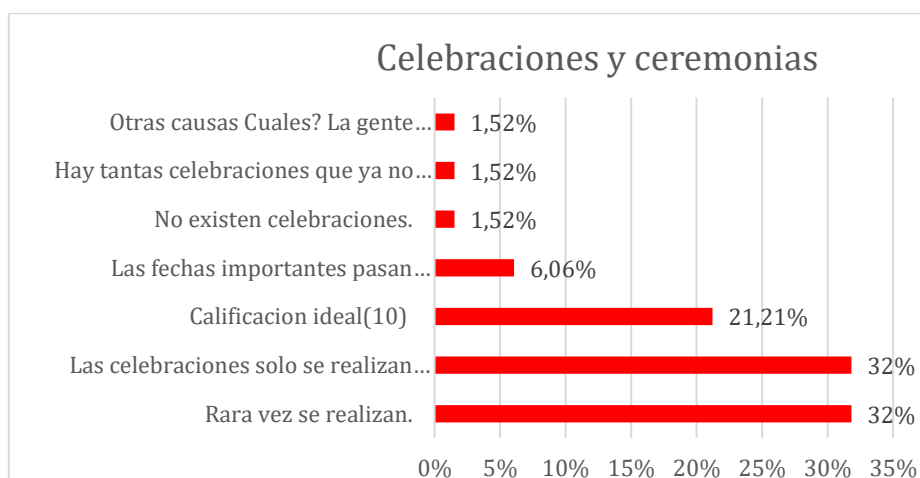 Celebraciones y ceremonias
Otras causas Cuales? La gente… 1,52%
Hay tantas celebraciones que ya no… 1,52%
No existen celebraciones. 1,52%
Las fechas importantes pasan… 6,06%
Calificacion ideal(10) 21,21%
Las celebraciones solo se realizan… 32%
Rara vez se realizan. 32%
0% 5% 10% 15% 20% 25% 30% 35%